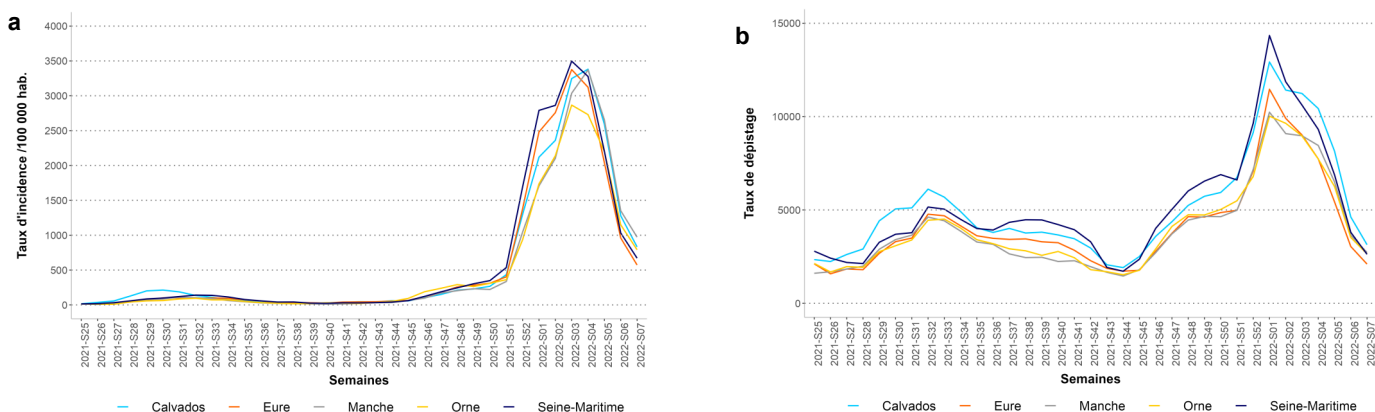 a
Taux d'incidence /100 000 hab.
4000
3500
3000
2500
2000
1500
1000
500
0
2021-S25
2021-S26
2021-S27
2021-S28
2021-S29
2021-S30
2021-S31
2021-S32
2021-S33
2021-S34
2021-S35
2021-S36
2021-S37
2021-S38
2021-S39
2021-S40
2021-S41
2021-S42
2021-S43
2021-S44
2021-S45
2021-S46
2021-S47
2021-S48
2021-S49
2021-S50
2021-S51
2021-S52
2022-S01
2022-S02
2022-S03
2022-S04
2022-S05
2022-S06
2022-S07
Semaines
Calvados
Eure
Manche
Orne
Seine-Maritime
b
Taux de dépistage
15000
10000
5000
0
2021-S25
2021-S26
2021-S27
2021-S28
2021-S29
2021-S30
2021-S31
2021-S32
2021-S33
2021-S34
2021-S35
2021-S36
2021-S37
2021-S38
2021-S39
2021-S40
2021-S41
2021-S42
2021-S43
2021-S44
2021-S45
2021-S46
2021-S47
2021-S48
2021-S49
2021-S50
2021-S51
2021-S52
2022-S01
2022-S02
2022-S03
2022-S04
2022-S05
2022-S06
2022-S07
Semaines
Calvados
Eure
Manche
Orne
Seine-Maritime